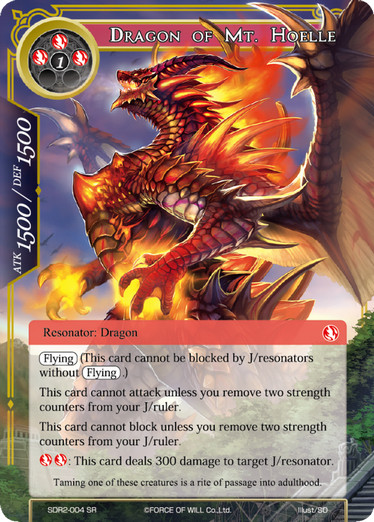 Dragon of Mt. Hoelle
1
ATK 1500 / DEF 1500
Resonator: Dragon
Flying (This card cannot be blocked by J/resonators
without Flying.)
This card cannot attack unless you remove two strength
counters from your J/ruler.
This card cannot block unless you remove two strength
counters from your J/ruler.
: This card deals 300 damage to target J/resonator.
Taming one of these creatures is a rite of passage into adulthood..
SDR2-004 SR ©FORCE OF WILL Co.,Ltd. Illust/SD